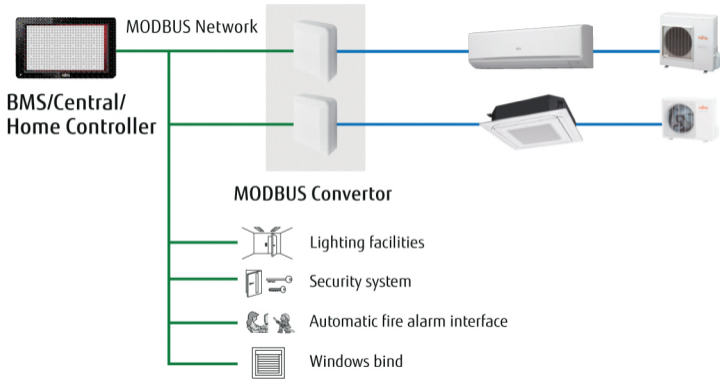 MODBUS Network
BMS/Central/
Home Controller
MODBUS Convertor
Lighting facilities
Security system
Automatic fire alarm interface
Windows bind